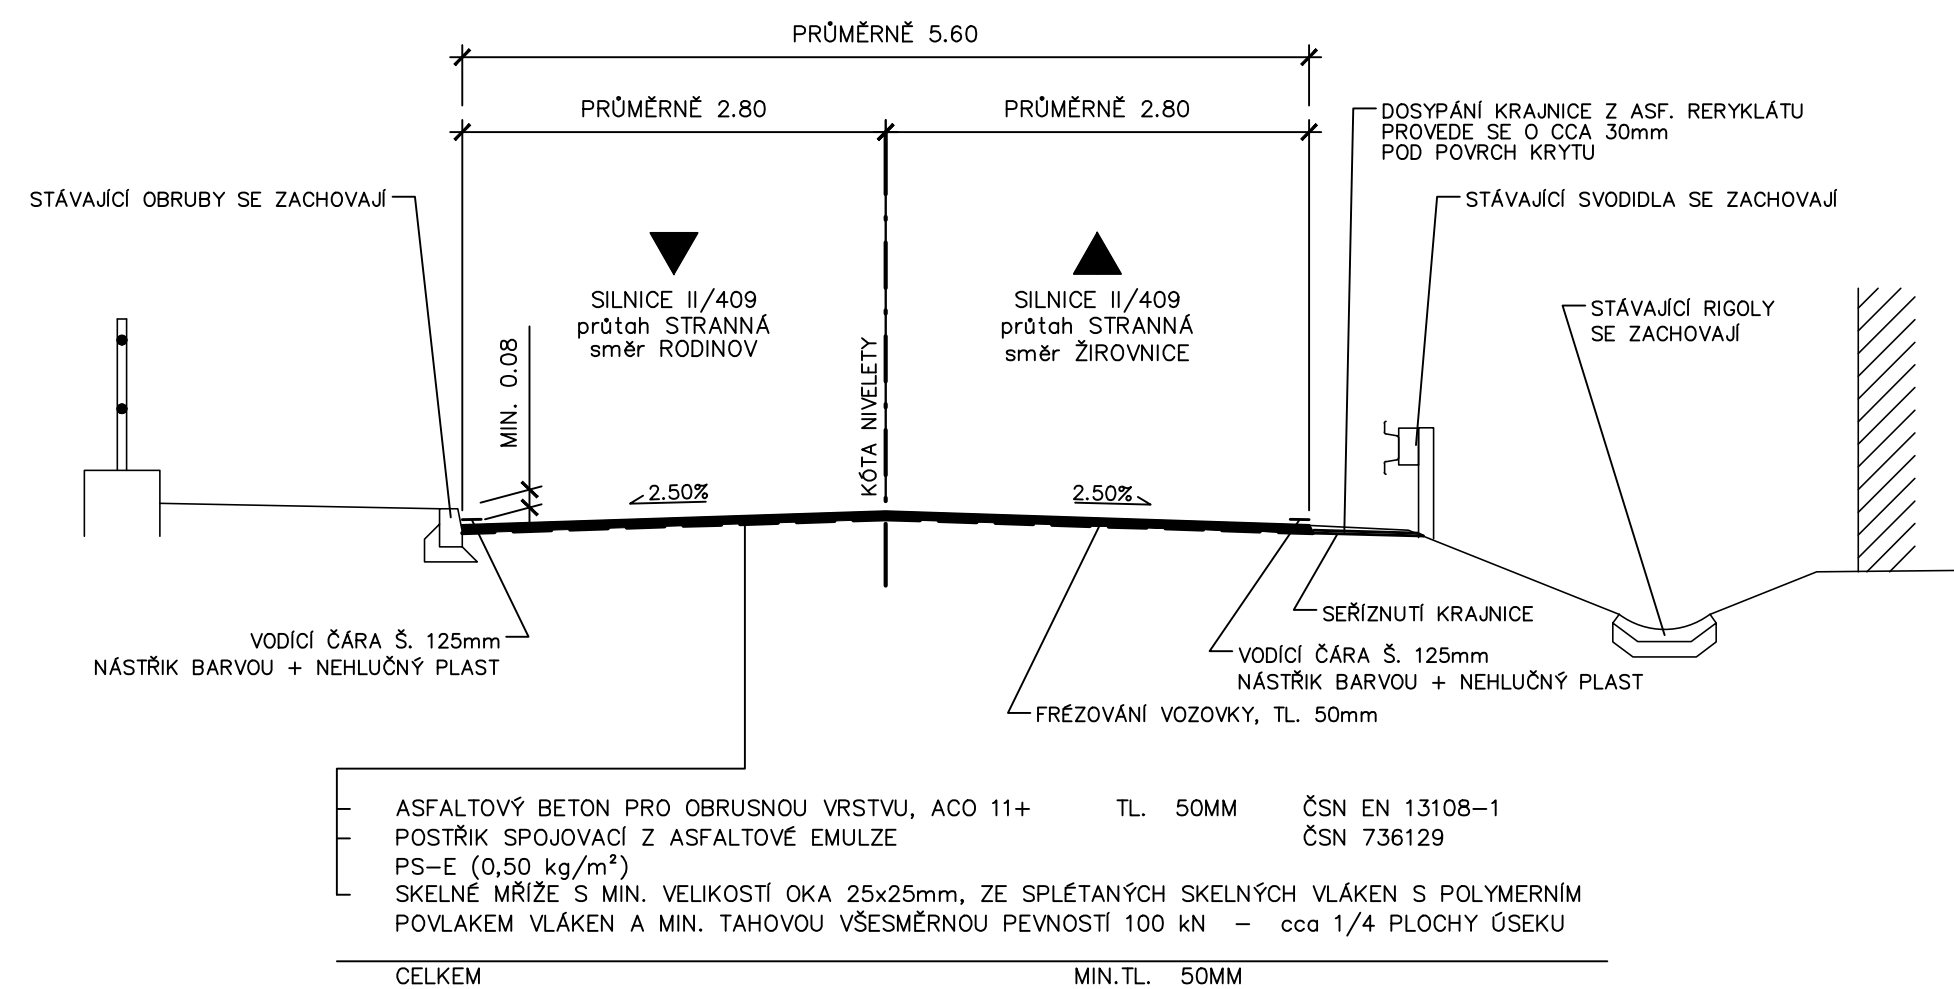 PRŮMĚRNĚ 5.60
PRŮMĚRNĚ 2.80
PRŮMĚRNĚ 2.80
DOSYPÁNÍ KRAJNICE Z ASF. RERYKLÁTU
PROVEDE SE O CCA 30mm
POD POVRCH KRYTU
STÁVAJÍCÍ OBRUBY SE ZACHOVAJÍ
STÁVAJÍCÍ SVODIDLA SE ZACHOVAJÍ
SILNICE II/409
průtah STRANNÁ
směr RODINOV
SILNICE II/409
průtah STRANNÁ
směr ŽIROVNICE
STÁVAJÍCÍ RIGOLY
SE ZACHOVAJÍ
MIN. 0.08
KÓTA NIVELETY
2.50%
2.50%
SEŘÍZNUTÍ KRAJNICE
VODÍCÍ ČÁRA Š. 125mm
NÁSTŘIK BARVOU + NEHLUČNÝ PLAST
VODÍCÍ ČÁRA Š. 125mm
NÁSTŘIK BARVOU + NEHLUČNÝ PLAST
FRÉZOVÁNÍ VOZOVKY, TL. 50mm
ASFALTOVÝ BETON PRO OBRUSNOU VRSTVU, ACO 11+ TL. 50MM ČSN EN 13108-1
POSTŘIK SPOJOVACÍ Z ASFALTOVÉ EMULZE ČSN 736129
PS-E (0,50 kg/m²)
SKELNÉ MŘÍŽE S MIN. VELIKOSTÍ OKA 25x25mm, ZE SPLÉTANÝCH SKELNÝCH VLÁKEN S POLYMERNÍM
POVLAKEM VLÁKEN A MIN. TAHOVOU VŠESMĚRNOU PEVNOSTÍ 100 kN - cca 1/4 PLOCHY ÚSEKU
CELKEM MIN.TL. 50MM